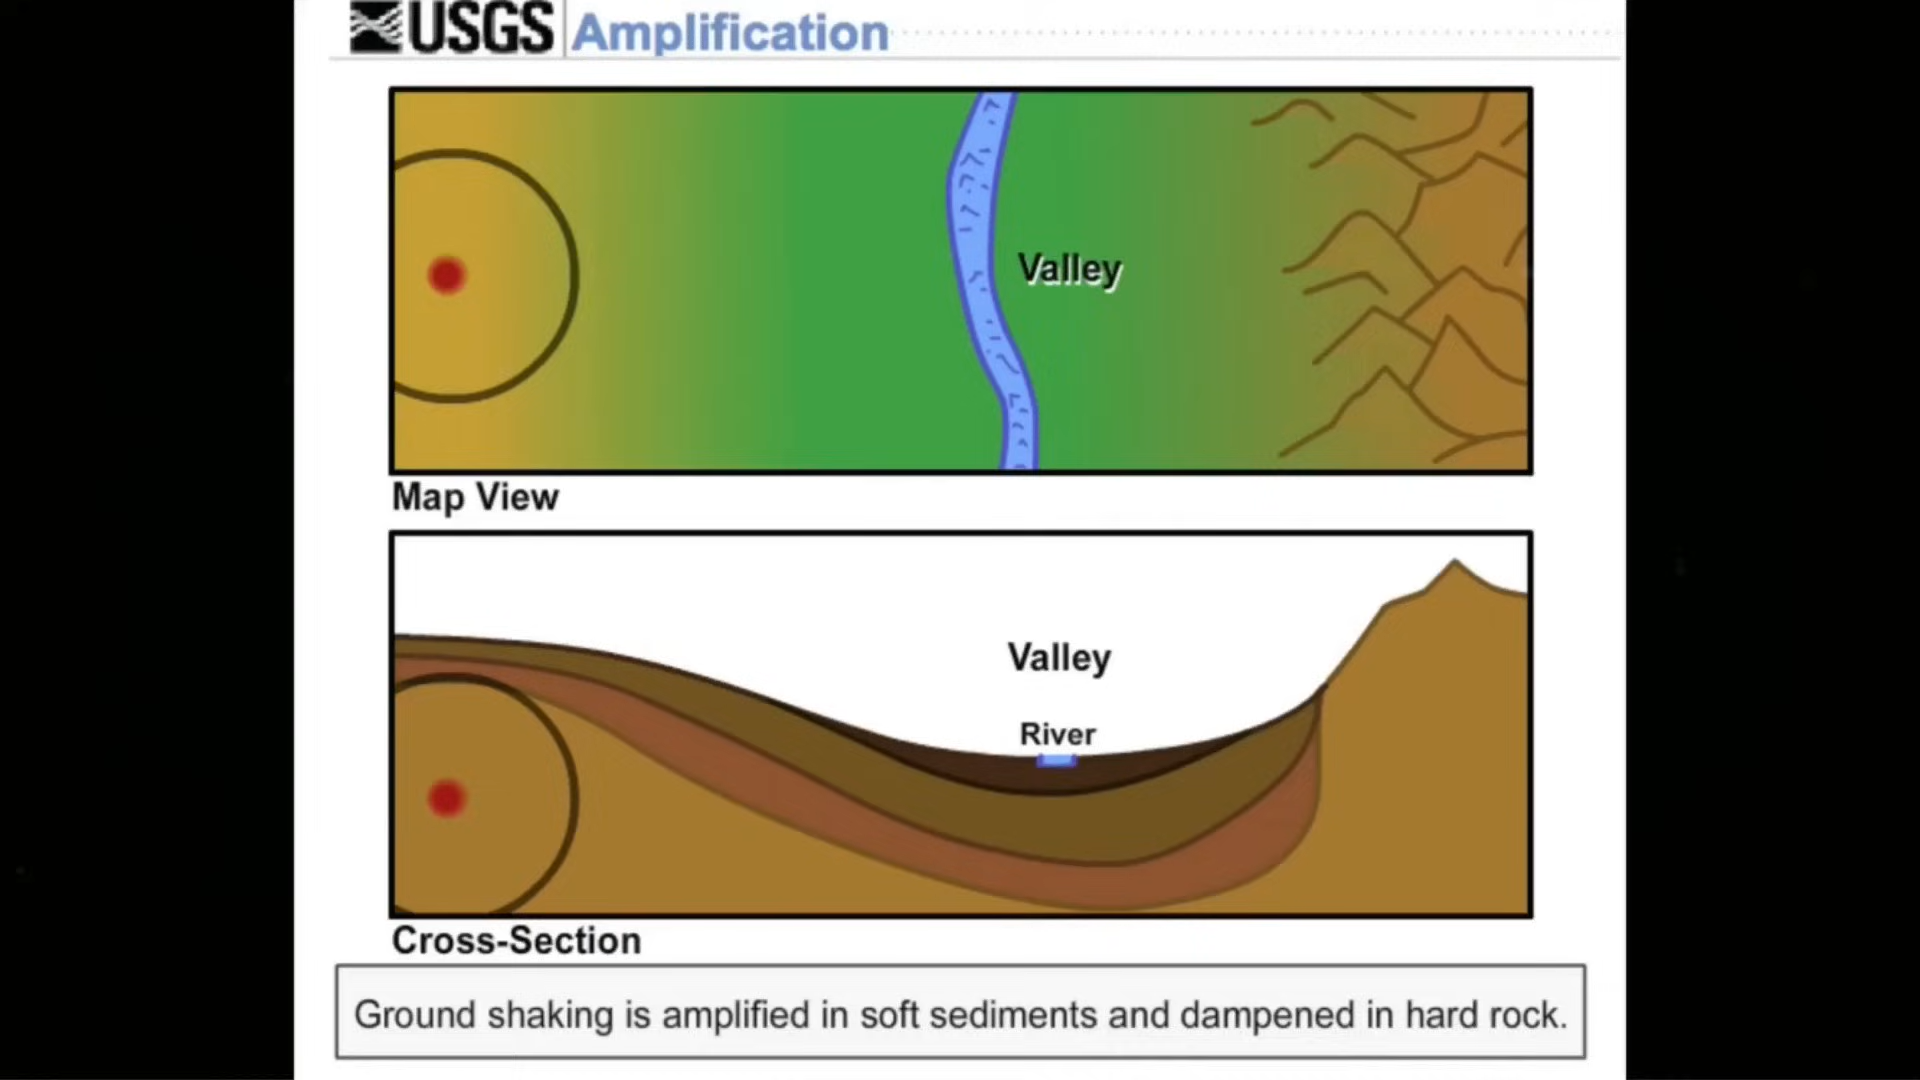 USGS Amplification
Valley
Map View
Valley
River
Cross-Section
Ground shaking is amplified in soft sediments and dampened in hard rock.